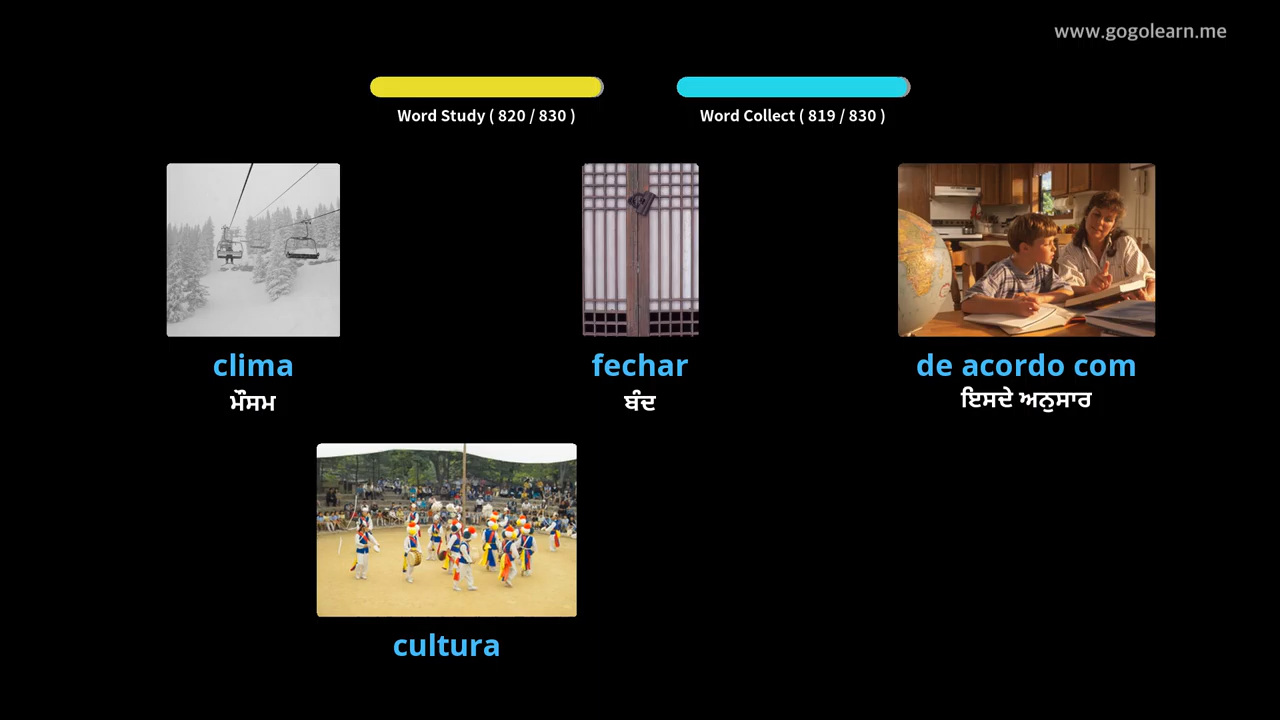 www.gogolearn.me
Word Study ( 820 / 830 )
Word Collect ( 819 / 830 )
clima
ਮੌਸਮ
fechar
ਬੰਦ
de acordo com
ਇਸਦੇ ਅਨੁਸਾਰ
cultura